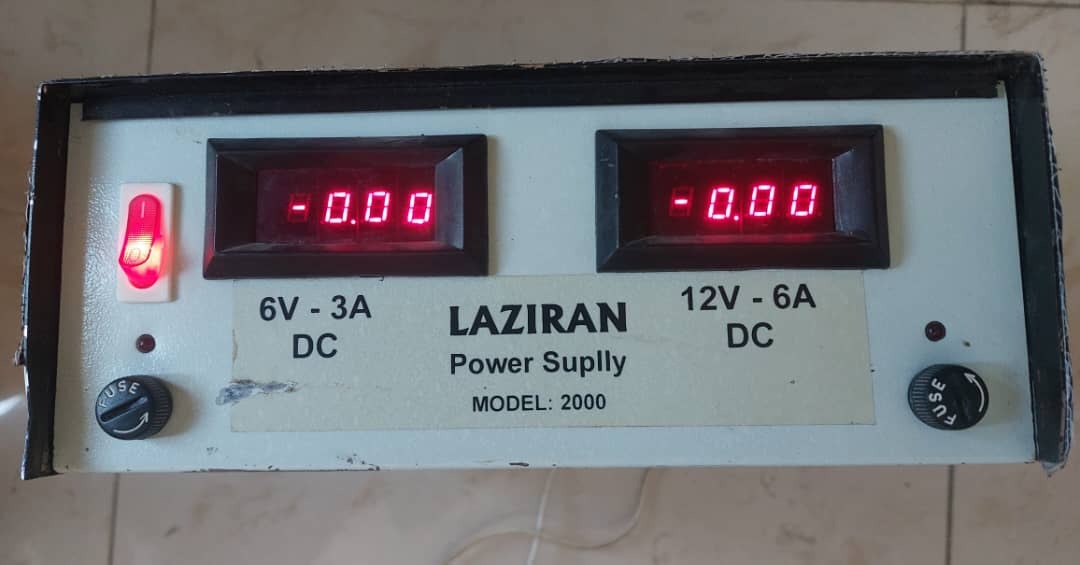 -0.00
-0.00
6V - 3A
DC
LAZIRAN
Power Suplly
MODEL: 2000
12V - 6A
DC
FUSE
FUSE